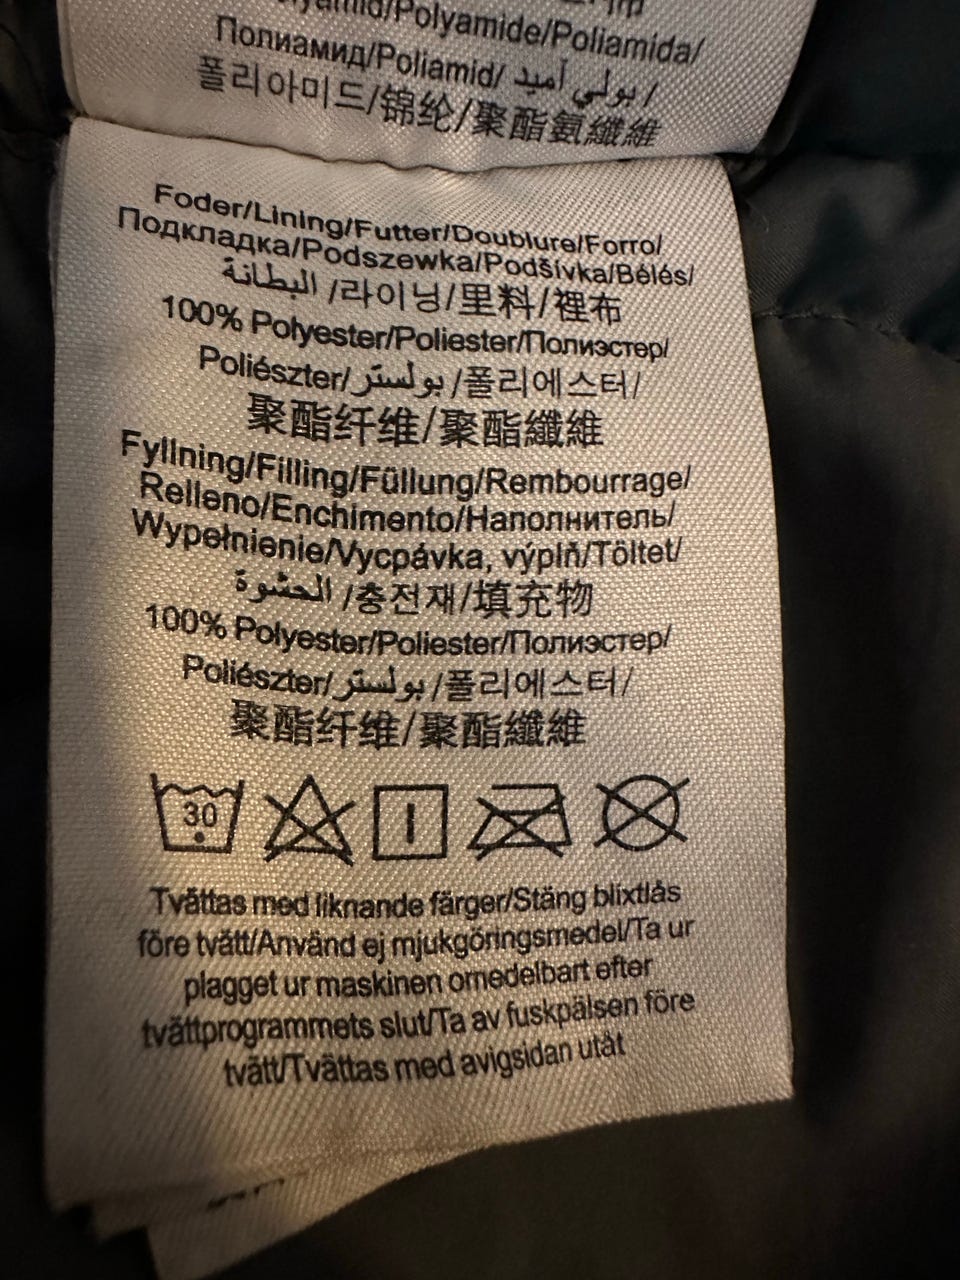 /Polyamide/Poliamida/
Полиамид/Poliamid/ بولي أميد /
폴리아미드/锦纶/聚酯氨纖維
Foder/Lining/Futter/Doublure/Forro/
Подкладка/Podszewka/Podšívka/Bélés/
البطانة /라이닝/里料/裡布
100% Polyester/Poliester/Полиэстер/
Poliészter/ بولستر /폴리에스터/
聚酯纤维/聚酯纖維
Fyllning/Filling/Füllung/Rembourrage/
Relleno/Enchimento/Наполнитель/
Wypełnienie/Vycpávka, výplň/Töltet/
الحشوة /충전재/填充物
100% Polyester/Poliester/Полиэстер/
Poliészter/ بولستر /폴리에스터/
聚酯纤维/聚酯纖維
30
Tvättas med liknande färger/Stäng blixtlås
före tvätt/Använd ej mjukgöringsmedel/Ta ur
plagget ur maskinen omedelbart efter
tvättprogrammets slut/Ta av fuskpälsen före
tvätt/Tvättas med avigsidan utåt